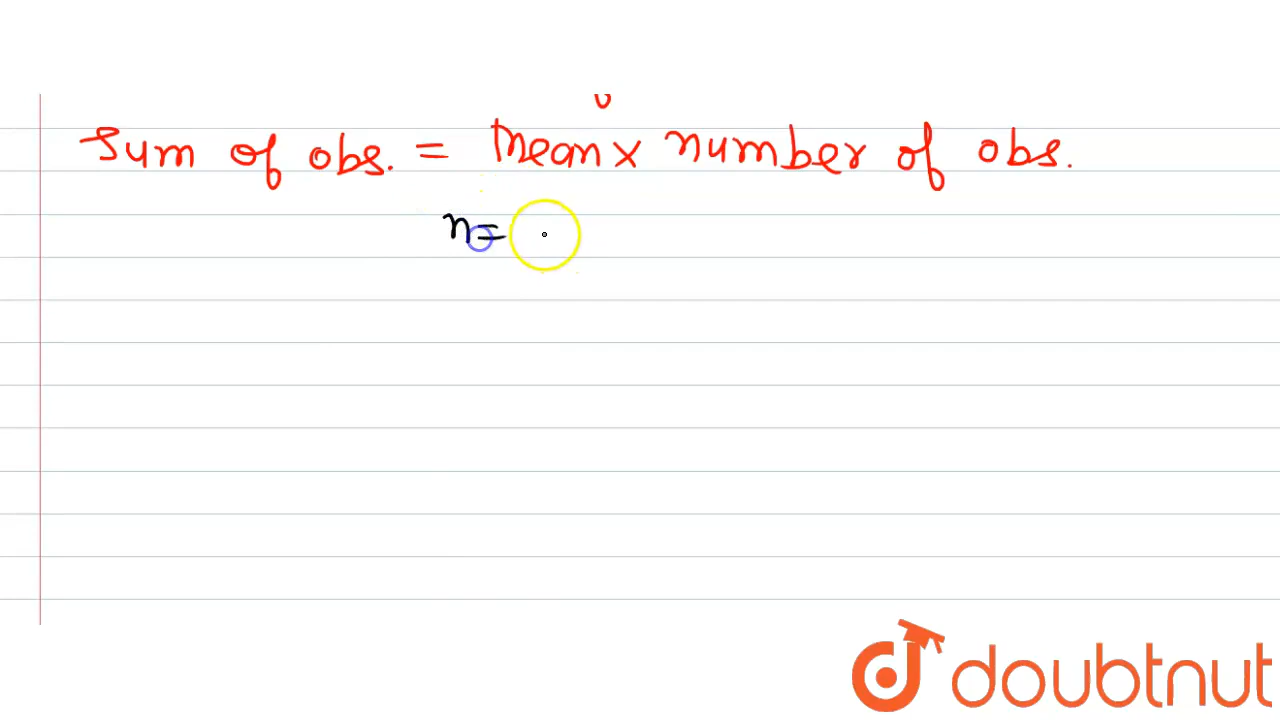 Sum of obs. = Mean x number of obs.
n =
doubtnut